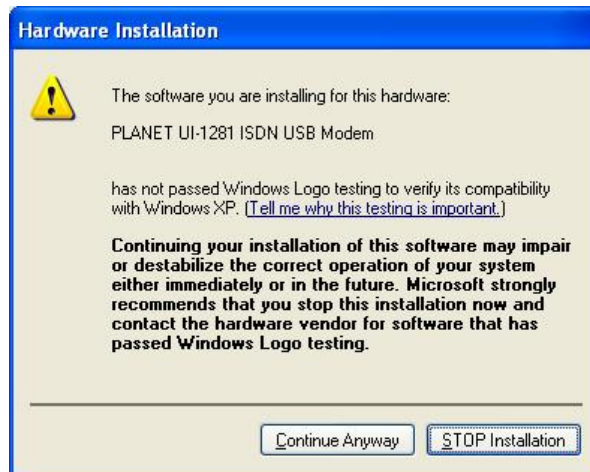 Hardware Installation
The software you are installing for this hardware:
PLANET UI-1281 ISDN USB Modem
has not passed Windows Logo testing to verify its compatibility
with Windows XP. (Tell me why this testing is important.)
Continuing your installation of this software may impair
or destabilize the correct operation of your system
either immediately or in the future. Microsoft strongly
recommends that you stop this installation now and
contact the hardware vendor for software that has
passed Windows Logo testing.
Continue Anyway
STOP Installation